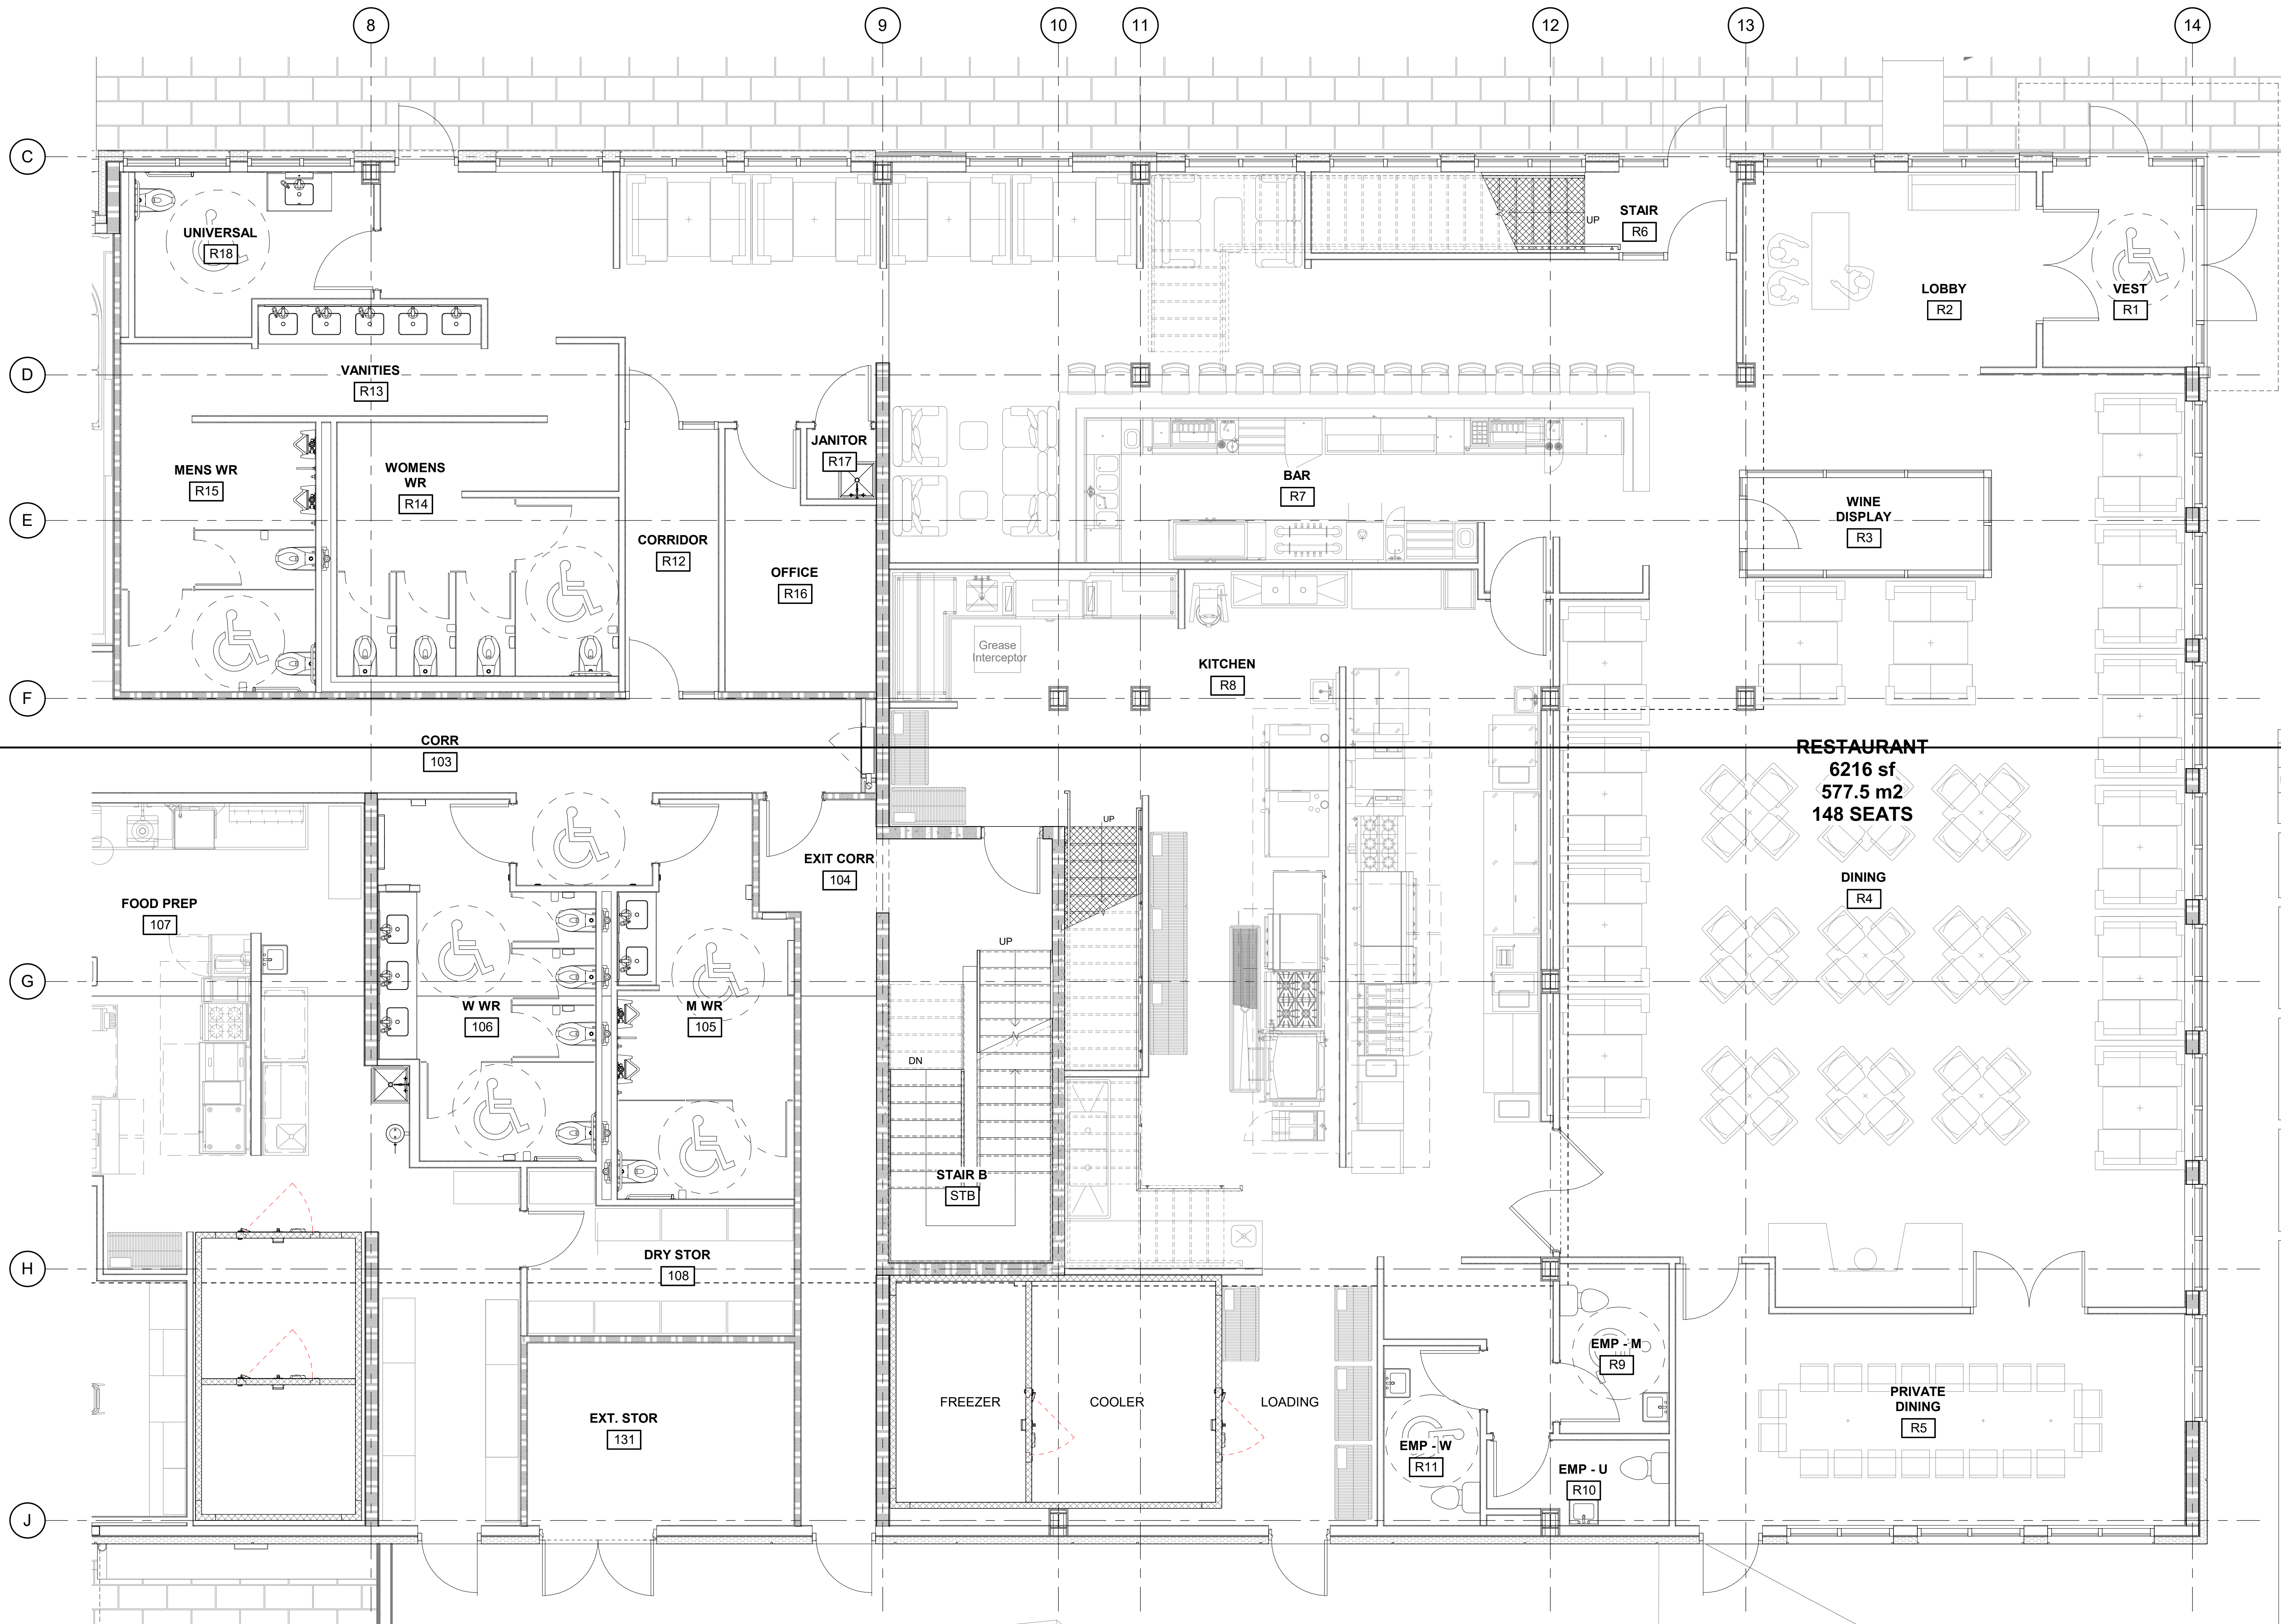 8
9
10
11
12
13
14
C
D
E
F
G
H
J
UNIVERSAL
R18
STAIR
R6
UP
LOBBY
R2
VEST
R1
VANITIES
R13
JANITOR
R17
MENS WR
R15
WOMENS
WR
R14
BAR
R7
WINE
DISPLAY
R3
CORRIDOR
R12
OFFICE
R16
Grease
Interceptor
KITCHEN
R8
CORR
103
RESTAURANT
6216 sf
577.5 m2
148 SEATS
UP
EXIT CORR
104
DINING
R4
FOOD PREP
107
UP
W WR
106
M WR
105
DN
STAIR B
STB
DRY STOR
108
EMP - M
R9
FREEZER
COOLER
LOADING
PRIVATE
DINING
R5
EXT. STOR
131
EMP - W
R11
EMP - U
R10